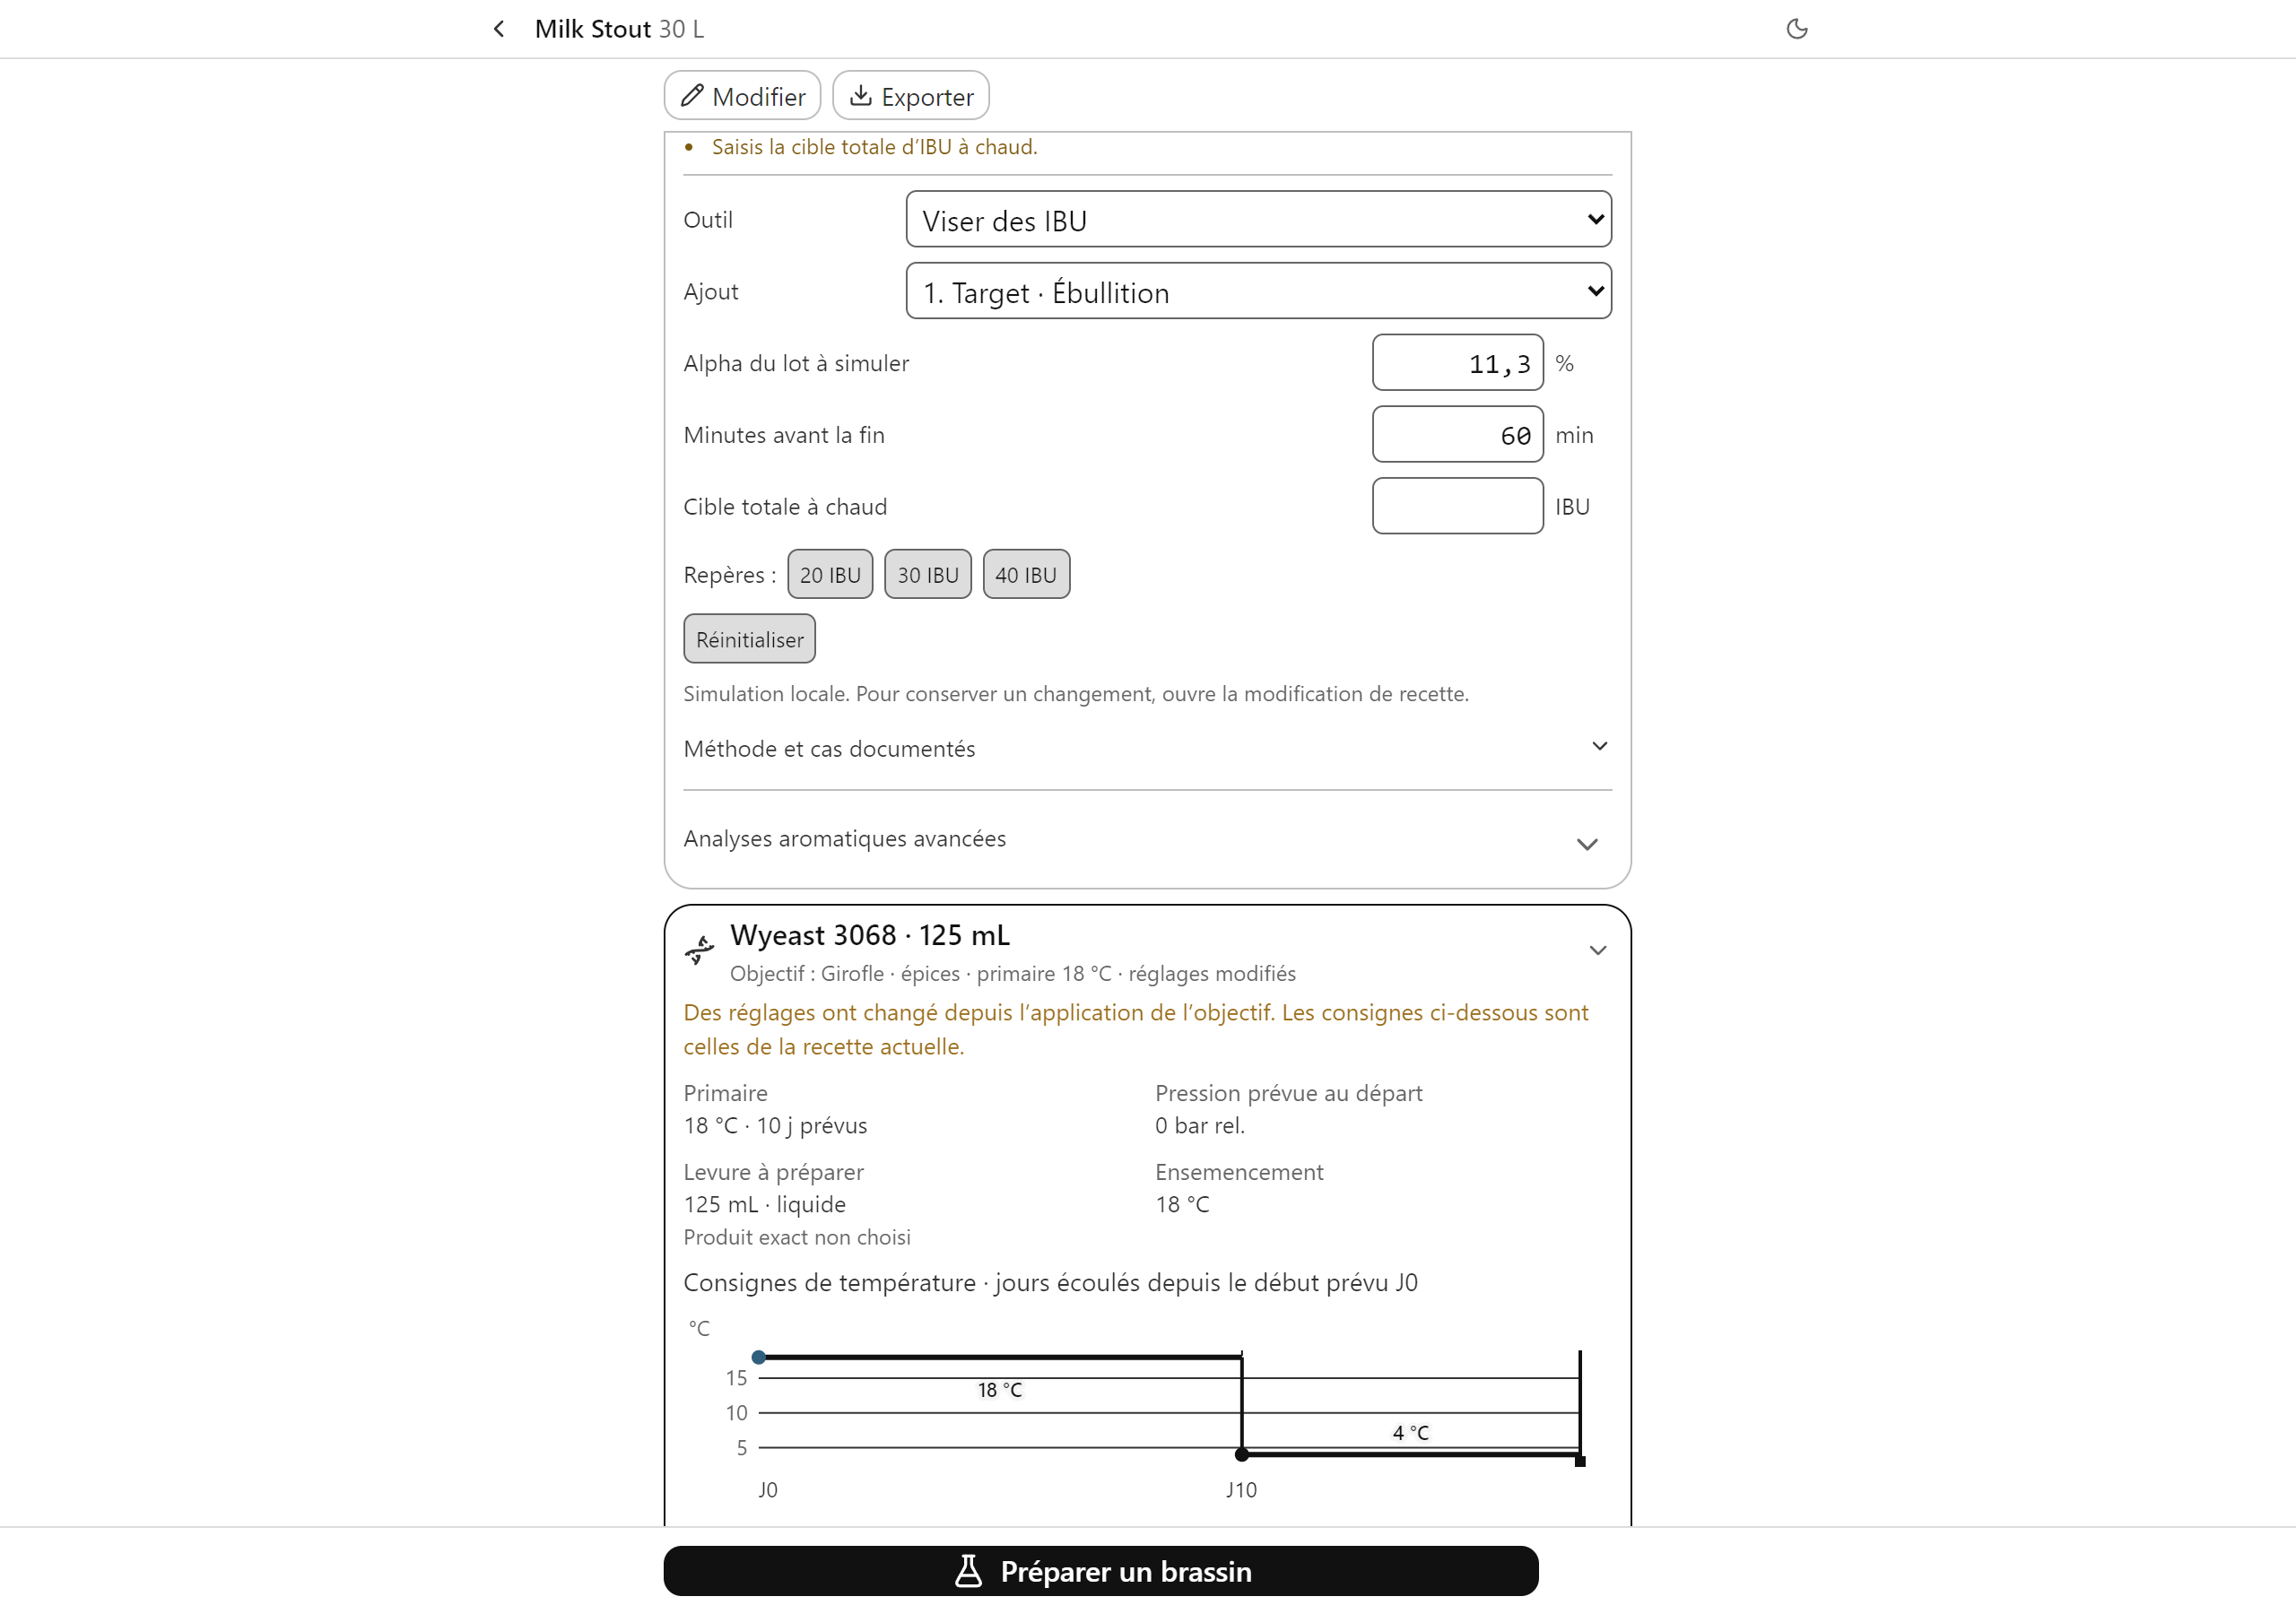 Milk Stout 30 L
Modifier
Exporter
• Saisis la cible totale d’IBU à chaud.
Outil
Viser des IBU
Ajout
1. Target · Ébullition
Alpha du lot à simuler
11,3 %
Minutes avant la fin
60 min
Cible totale à chaud
IBU
Repères : 20 IBU 30 IBU 40 IBU
Réinitialiser
Simulation locale. Pour conserver un changement, ouvre la modification de recette.
Méthode et cas documentés
Analyses aromatiques avancées
Wyeast 3068 · 125 mL
Objectif : Girofle · épices · primaire 18 °C · réglages modifiés
Des réglages ont changé depuis l’application de l’objectif. Les consignes ci-dessous sont
celles de la recette actuelle.
Primaire
18 °C · 10 j prévus
Pression prévue au départ
0 bar rel.
Levure à préparer
125 mL · liquide
Produit exact non choisi
Ensemencement
18 °C
Consignes de température · jours écoulés depuis le début prévu J0
°C
15
18 °C
10
4 °C
5
J0
J10
Préparer un brassin